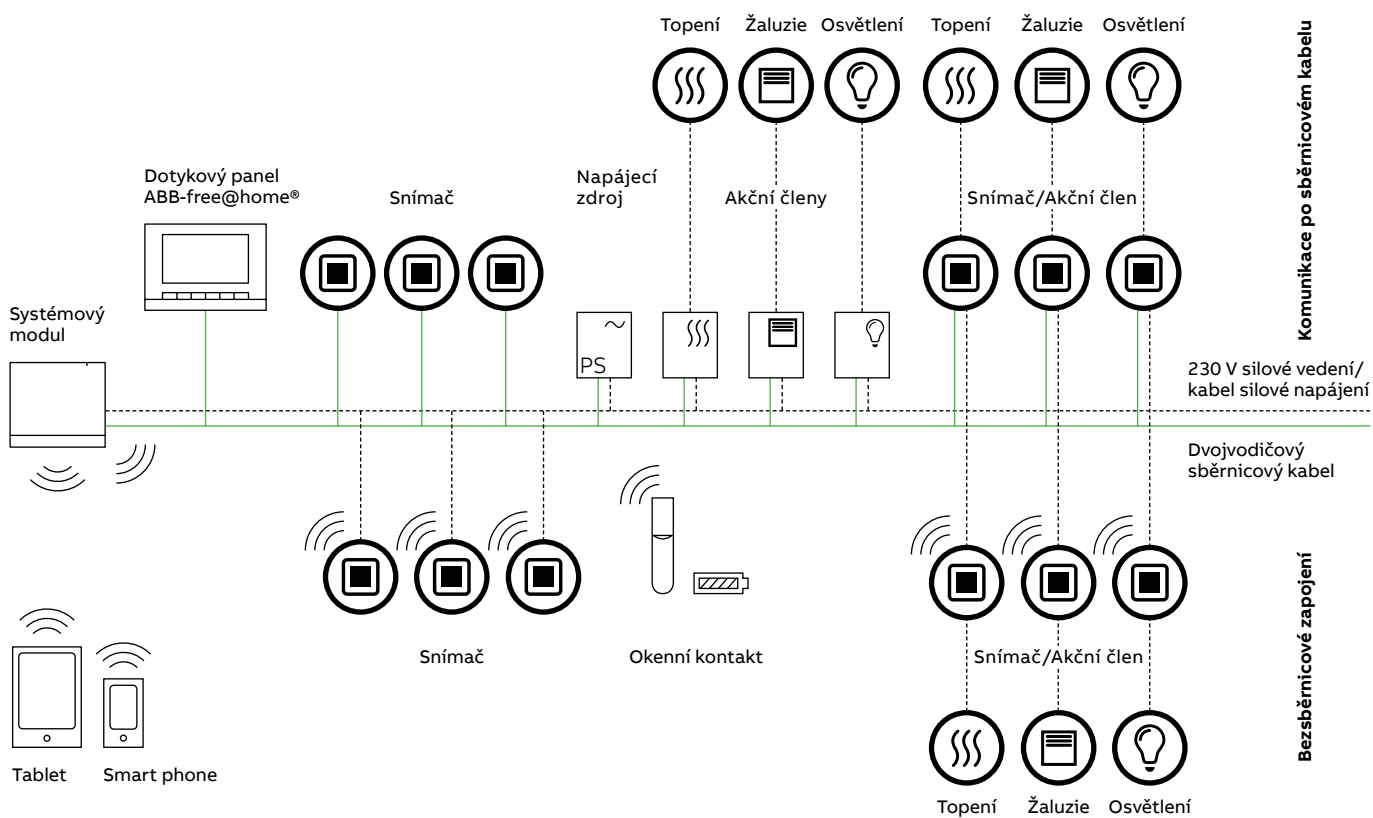 Topení Žaluzie Osvětlení Topení Žaluzie Osvětlení
Komunikace po sběrnicovém kabelu
Dotykový panel
ABB-free@home®
Snímač
Napájecí
zdroj
Akční členy
Snímač/Akční člen
Systémový
modul
PS
230 V silové vedení/
kabel silové napájení
Dvojvodičový
sběrnicový kabel
Bezsběrnicové zapojení
Snímač
Okenní kontakt
Snímač/Akční člen
Tablet
Smart phone
Topení Žaluzie Osvětlení